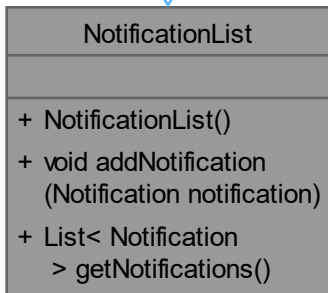 NotificationList
+ NotificationList()
+ void addNotification
(Notification notification)
+ List< Notification
> getNotifications()